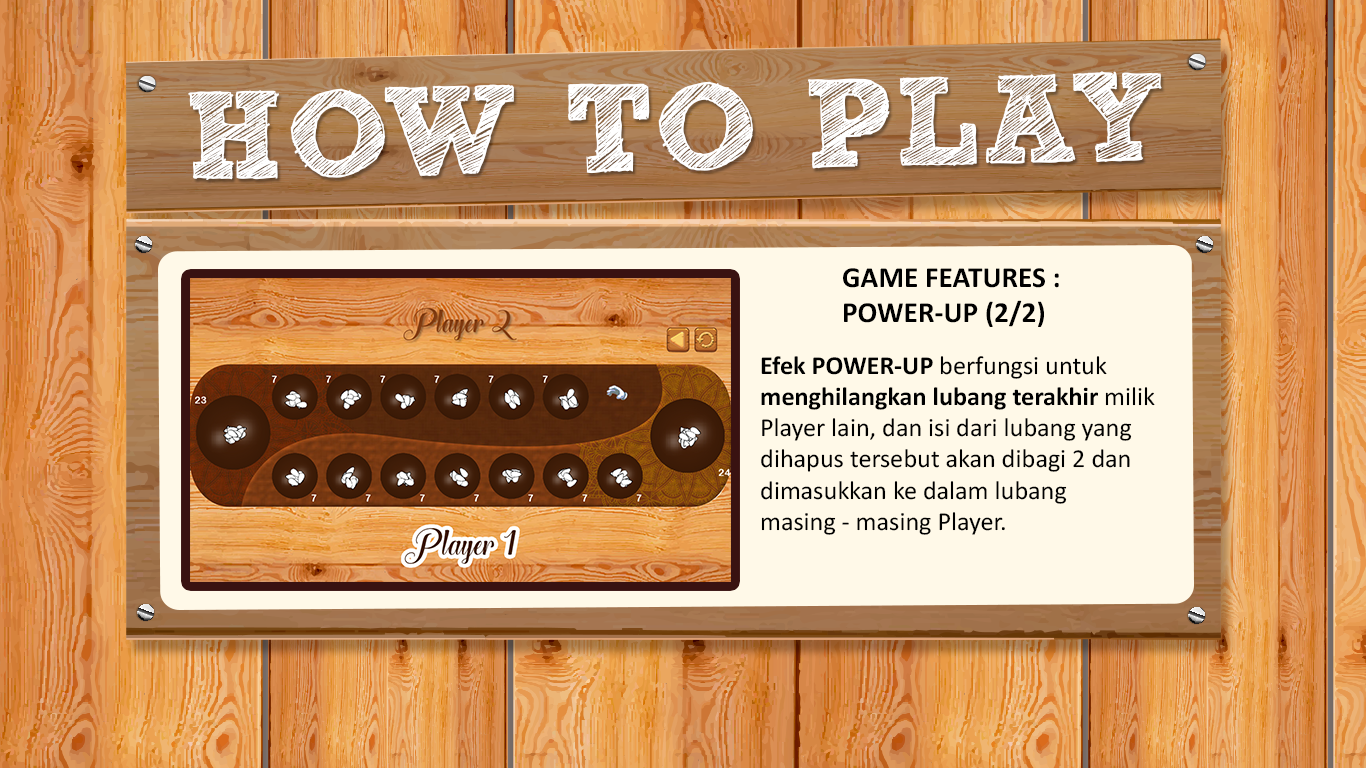 HOW TO PLAY
Player 2
7 7 7 7 7 7
23
24
7 7 7 7 7 7 7
Player 1
GAME FEATURES :
POWER-UP (2/2)
Efek POWER-UP berfungsi untuk
menghilangkan lubang terakhir milik
Player lain, dan isi dari lubang yang
dihapus tersebut akan dibagi 2 dan
dimasukkan ke dalam lubang
masing - masing Player.